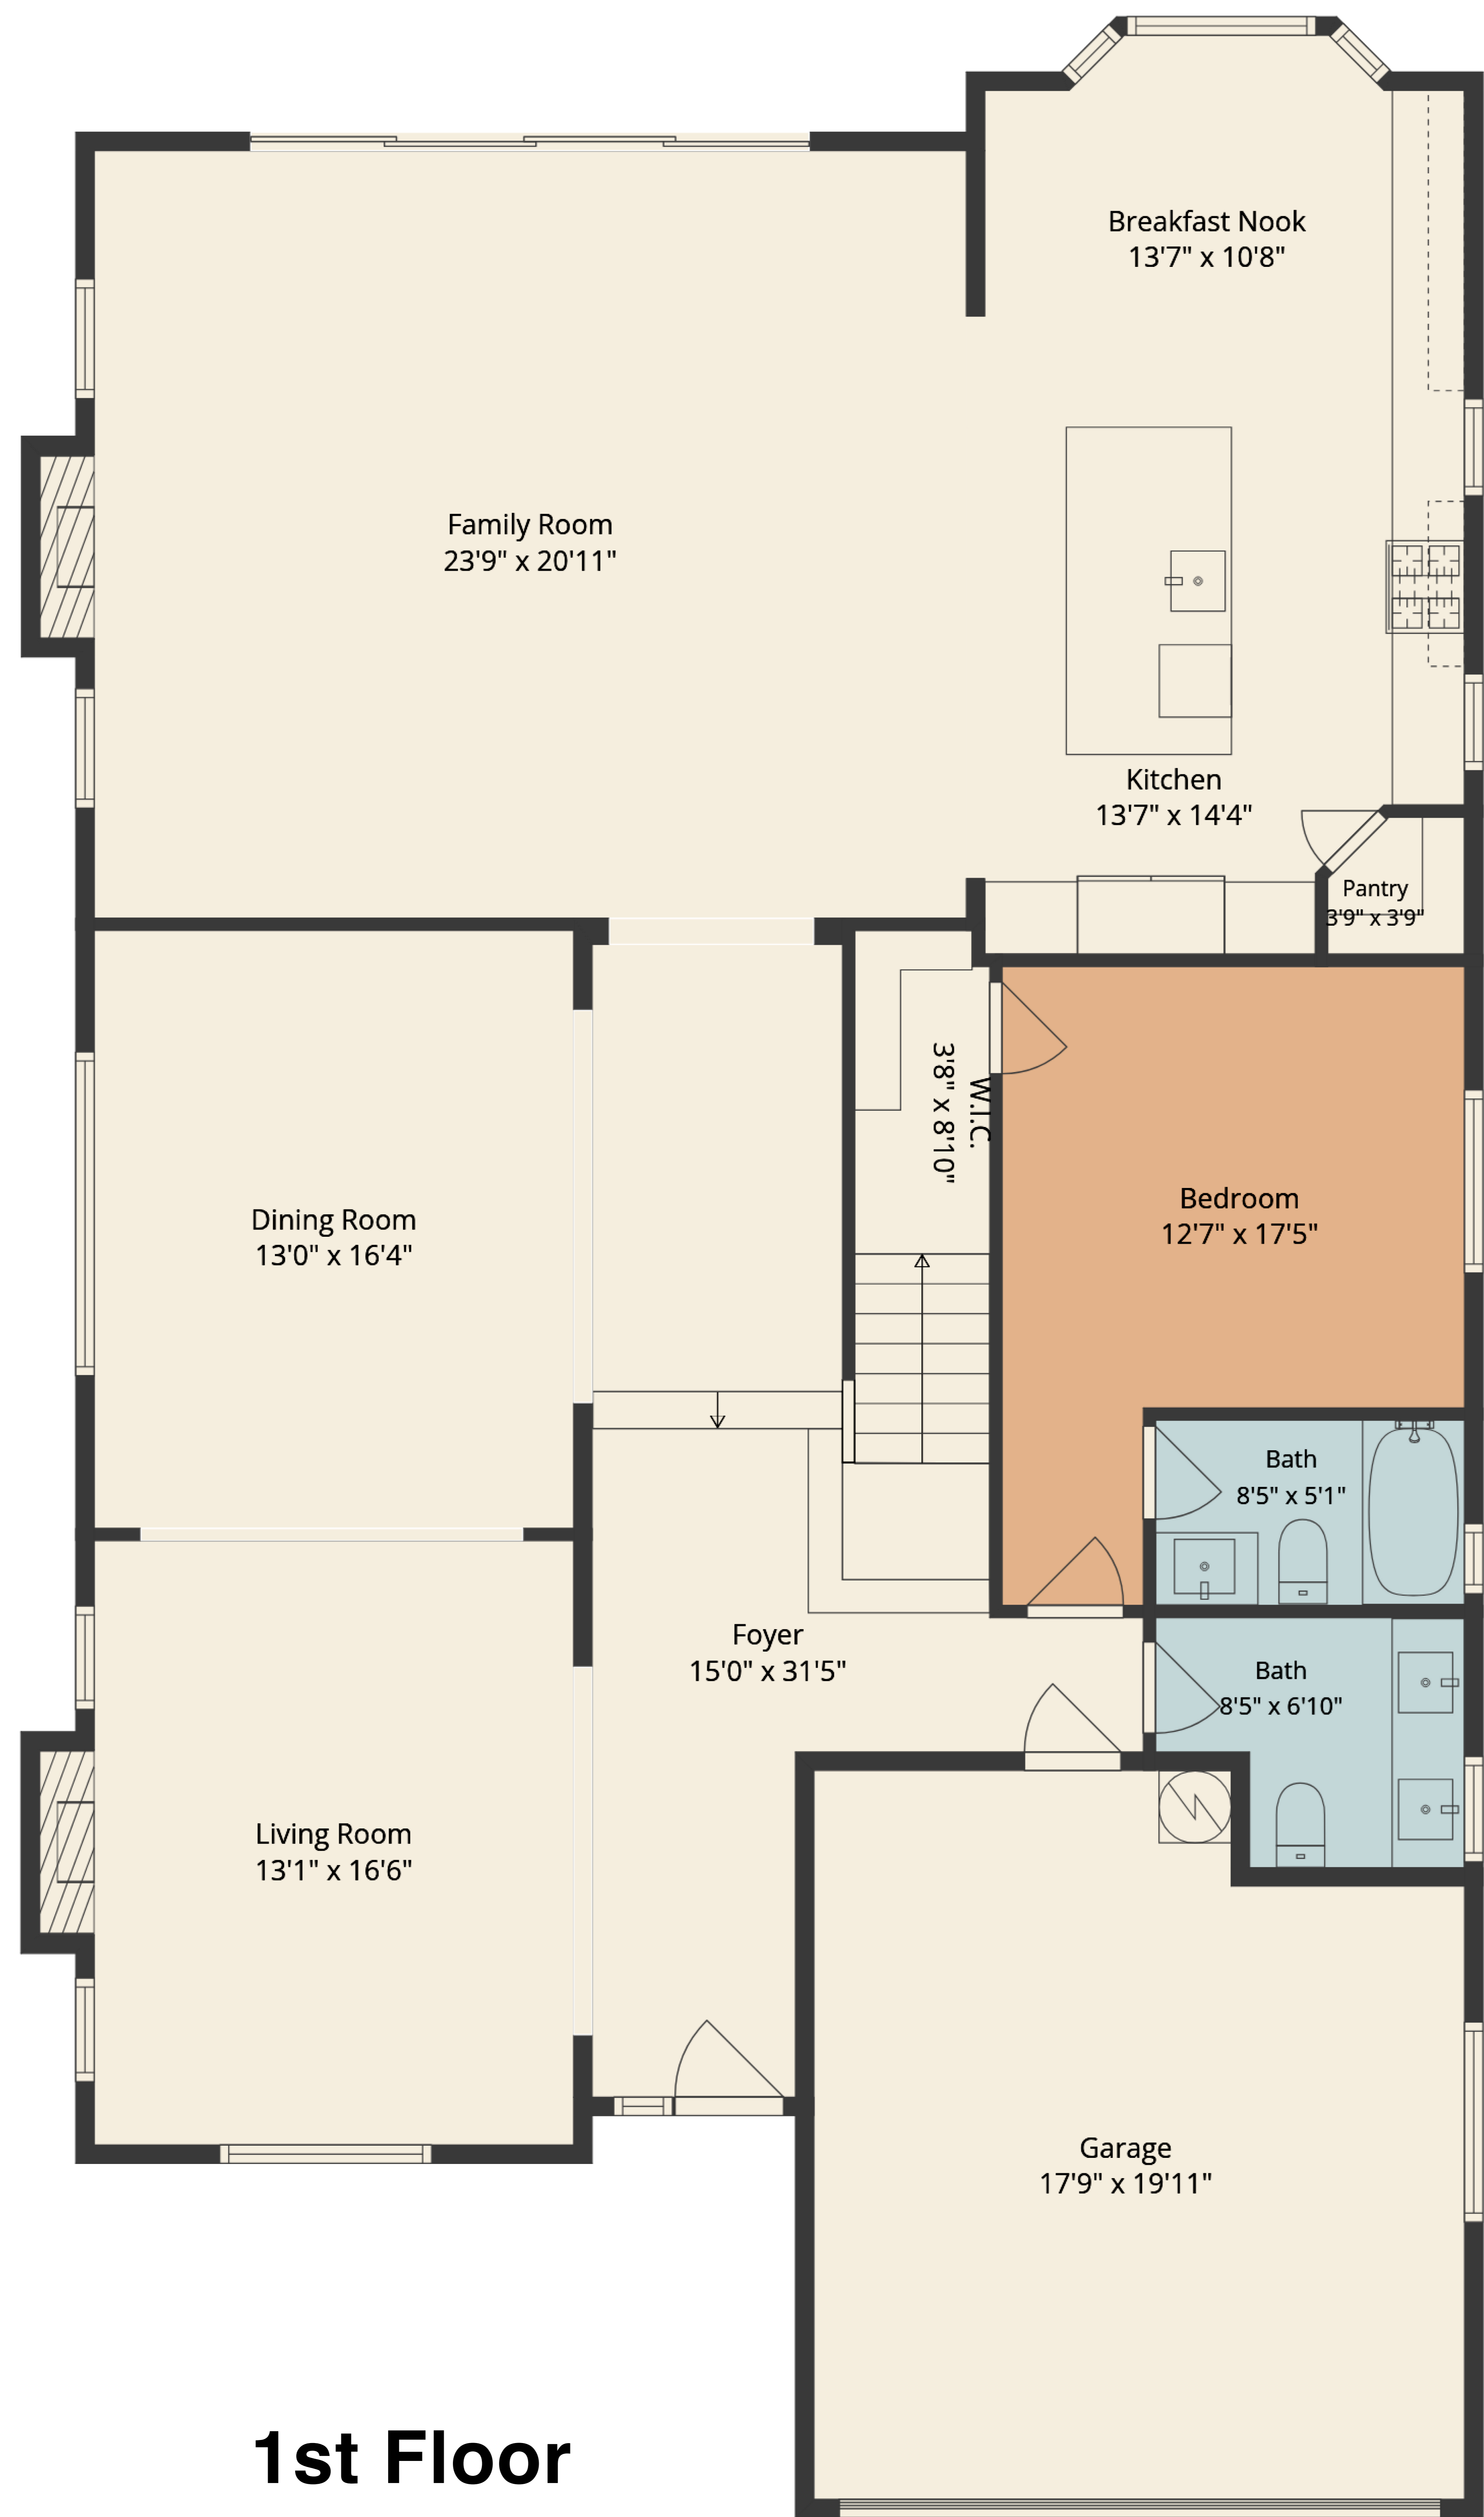 Breakfast Nook
13'7" x 10'8"
Family Room
23'9" x 20'11"
Kitchen
13'7" x 14'4"
Pantry
3'9" x 3'9"
W.I.C.
3'8" x 8'10"
Bedroom
12'7" x 17'5"
Dining Room
13'0" x 16'4"
Bath
8'5" x 5'1"
Foyer
15'0" x 31'5"
Bath
8'5" x 6'10"
Living Room
13'1" x 16'6"
Garage
17'9" x 19'11"
1st Floor